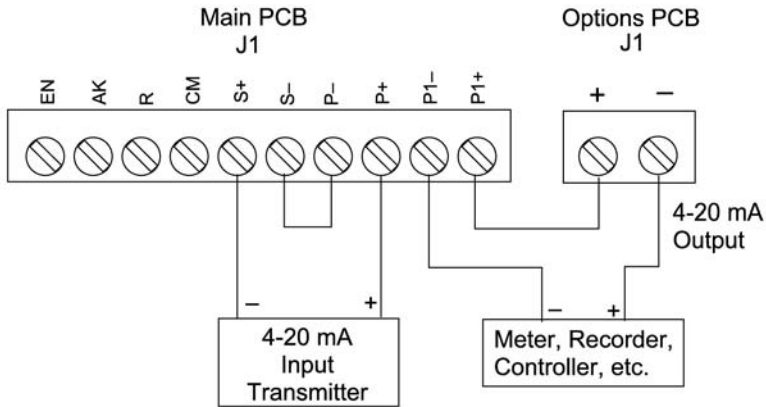 Main PCB
J1
Options PCB
J1
EN AK R CM S+ S– P– P+ P1– P1+
+ –
4-20 mA
Output
– +
– +
4-20 mA
Input
Transmitter
Meter, Recorder,
Controller, etc.